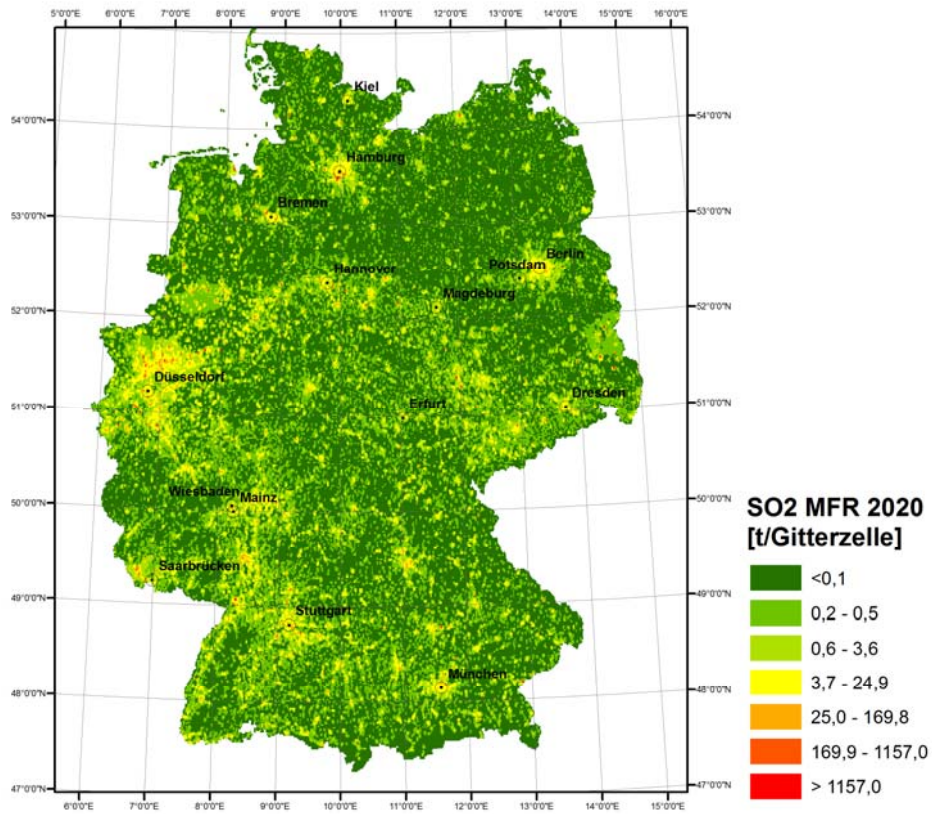 5°0'0"E 6°0'0"E 7°0'0"E 8°0'0"E 9°0'0"E 10°0'0"E 11°0'0"E 12°0'0"E 13°0'0"E 14°0'0"E 15°0'0"E 16°0'0"E
Kiel
54°0'0"N 54°0'0"N
Hamburg
53°0'0"N Bremen 53°0'0"N
Berlin
Hannover Potsdam
Magdeburg
52°0'0"N 52°0'0"N
Düsseldorf
Dresden
51°0'0"N Erfurt 51°0'0"N
Wiesbaden Mainz
50°0'0"N 50°0'0"N
Saarbrücken
49°0'0"N Stuttgart 49°0'0"N
München
48°0'0"N 48°0'0"N
47°0'0"N 47°0'0"N
6°0'0"E 7°0'0"E 8°0'0"E 9°0'0"E 10°0'0"E 11°0'0"E 12°0'0"E 13°0'0"E 14°0'0"E 15°0'0"E
SO2 MFR 2020
[t/Gitterzelle]
<0,1
0,2 - 0,5
0,6 - 3,6
3,7 - 24,9
25,0 - 169,8
169,9 - 1157,0
> 1157,0